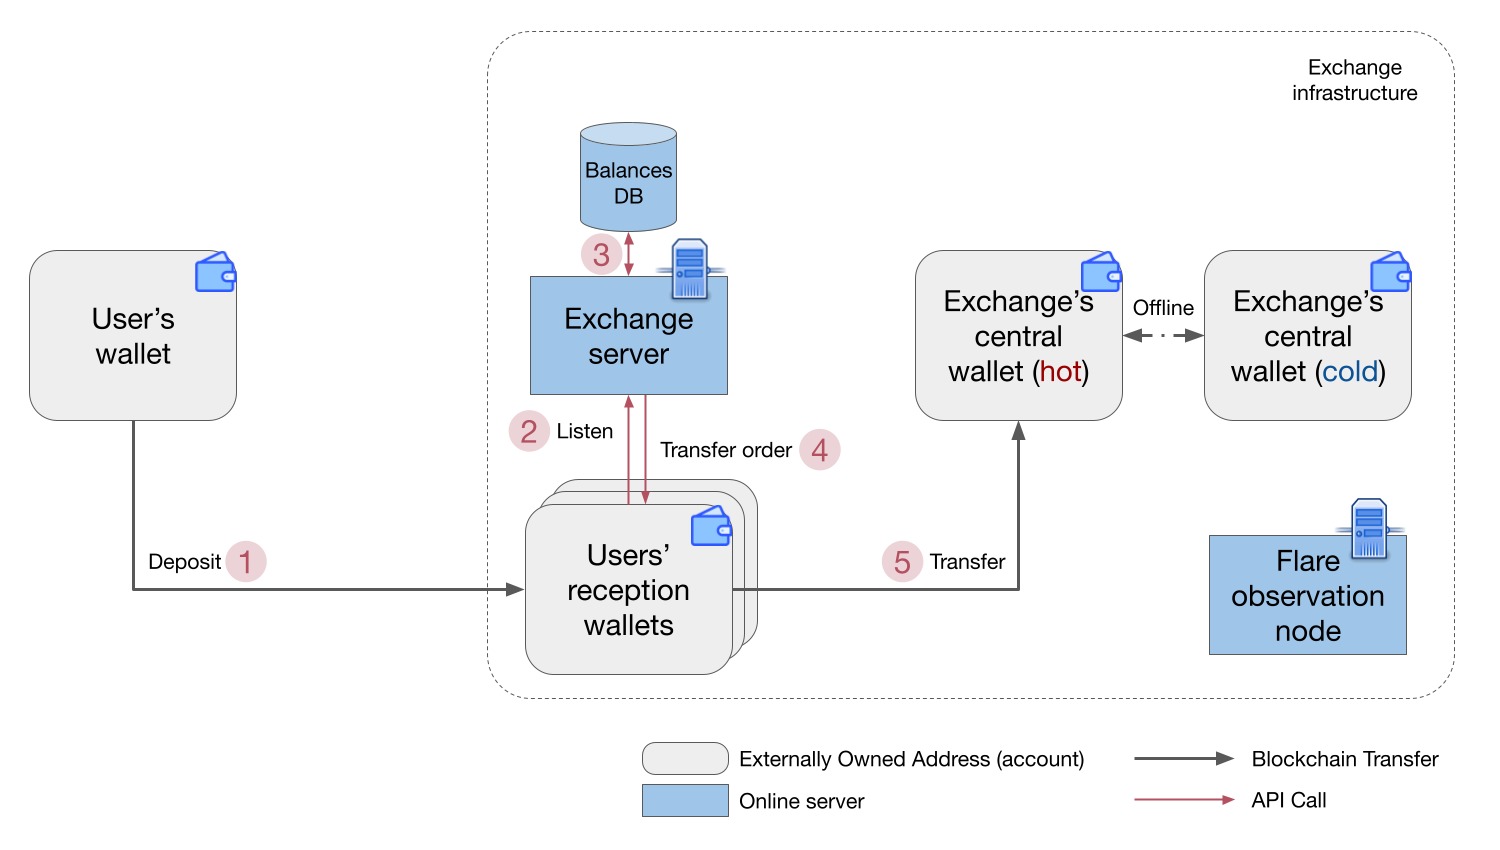 Exchange
infrastructure
Balances
DB
3
User’s
wallet
Exchange
server
Exchange’s
central
wallet (hot)
Offline
Exchange’s
central
wallet (cold)
2 Listen
Transfer order 4
Deposit 1
Users’
reception
wallets
5 Transfer
Flare
observation
node
Externally Owned Address (account)
Blockchain Transfer
Online server
API Call